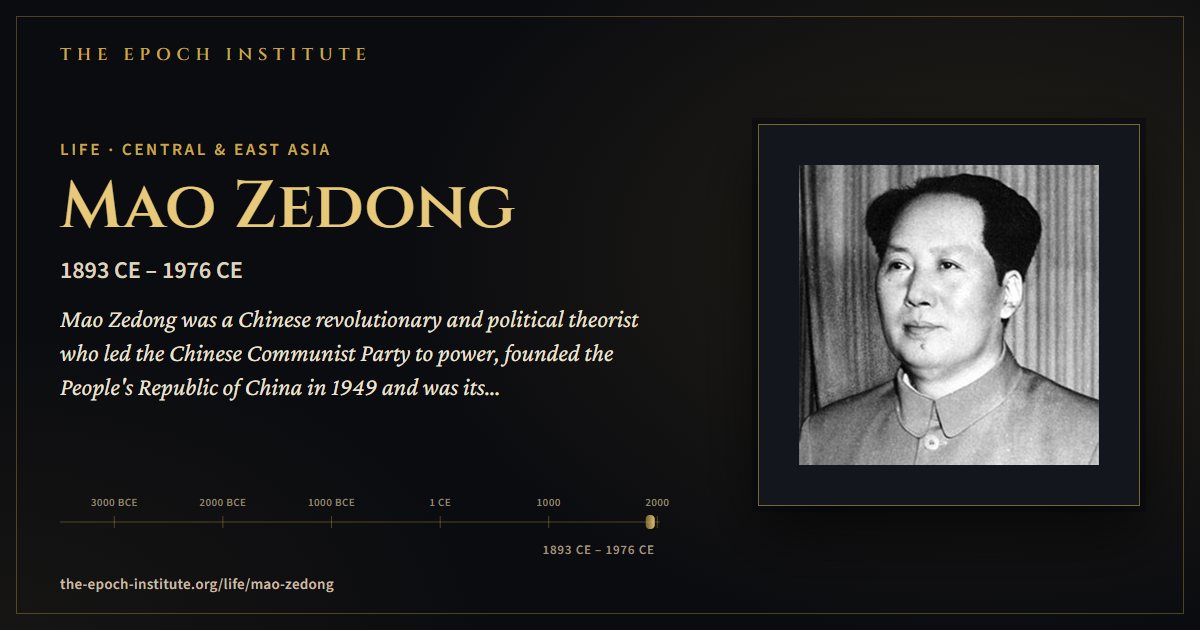 THE EPOCH INSTITUTE
LIFE · CENTRAL & EAST ASIA
MAO ZEDONG
1893 CE – 1976 CE
Mao Zedong was a Chinese revolutionary and political theorist
who led the Chinese Communist Party to power, founded the
People's Republic of China in 1949 and was its...
3000 BCE 2000 BCE 1000 BCE 1 CE 1000 2000
1893 CE – 1976 CE
the-epoch-institute.org/life/mao-zedong